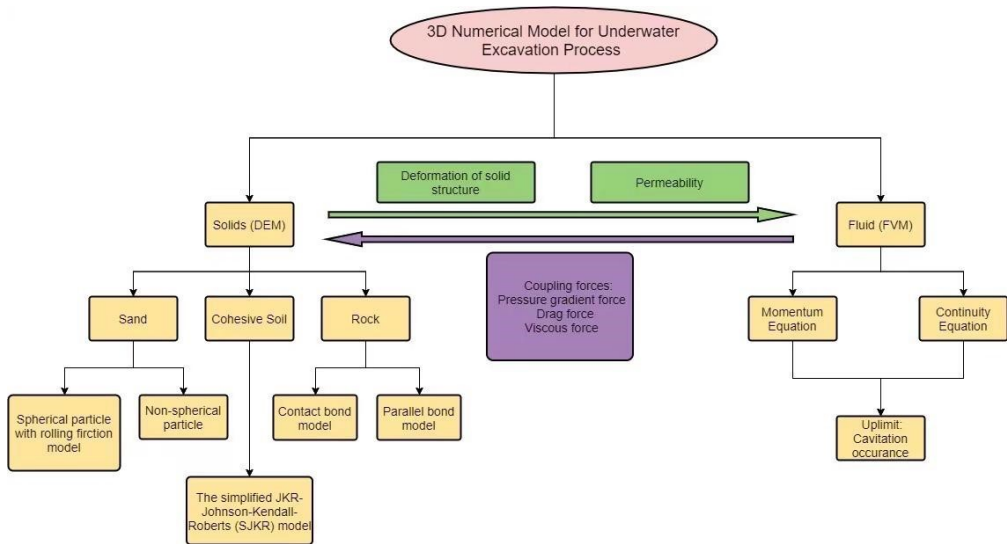 3D Numerical Model for Underwater
Excavation Process
Deformation of solid
structure
Permeability
Solids (DEM)
Fluid (FVM)
Coupling forces:
Pressure gradient force
Drag force
Viscous force
Sand
Cohesive Soil
Rock
Momentum
Equation
Continuity
Equation
Spherical particle
with rolling firction
model
Non-spherical
particle
Contact bond
model
Parallel bond
model
Uplimit:
Cavitation
occurance
The simplified JKR-
Johnson-Kendall-
Roberts (SJKR) model